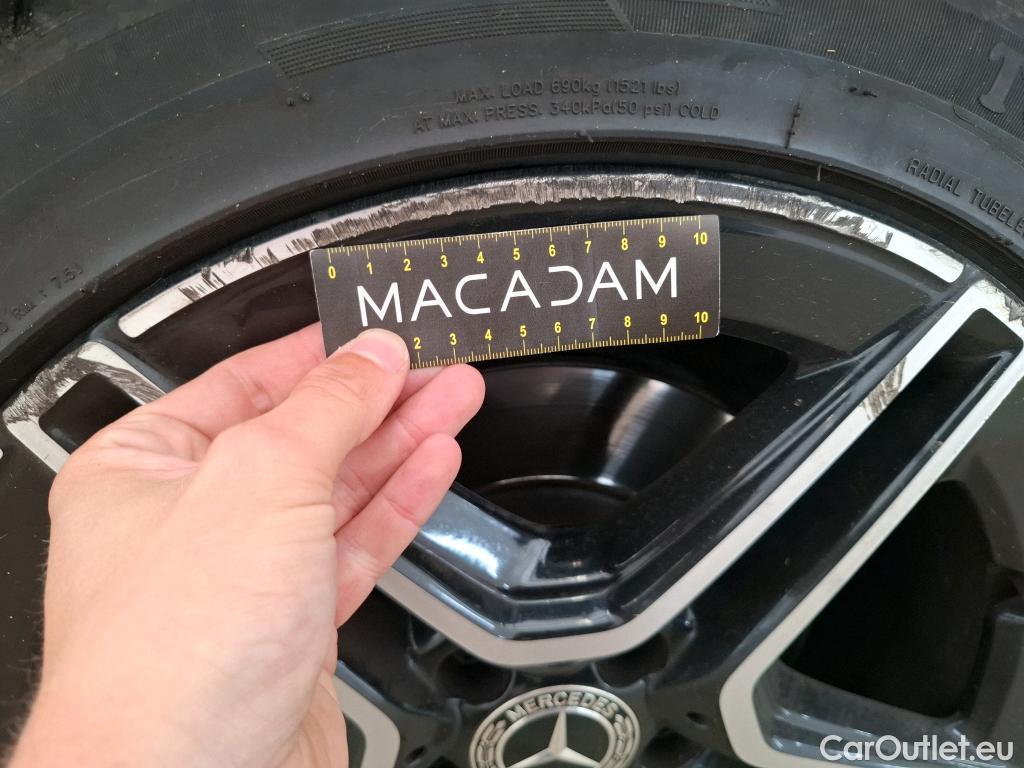 MAX. LOAD 690kg (1521 lbs)
AT MAX. PRESS. 340kPa(50 psi) COLD
RADIAL TUBELE
T
7.5J
0 1 2 3 4 5 6 7 8 9 10
MACADAM
2 3 4 5 6 7 8 9 10
MERCEDES
CarOutlet.eu